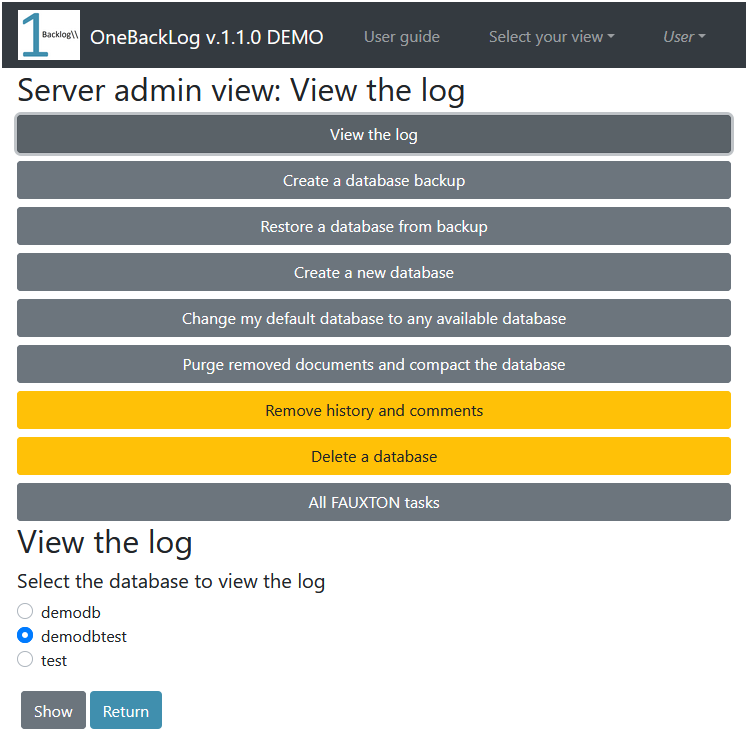 1 Backlog\\ OneBackLog v.1.1.0 DEMO User guide Select your view User
Server admin view: View the log
View the log
Create a database backup
Restore a database from backup
Create a new database
Change my default database to any available database
Purge removed documents and compact the database
Remove history and comments
Delete a database
All FAUXTON tasks
View the log
Select the database to view the log
demodb
demodbtest
test
Show Return